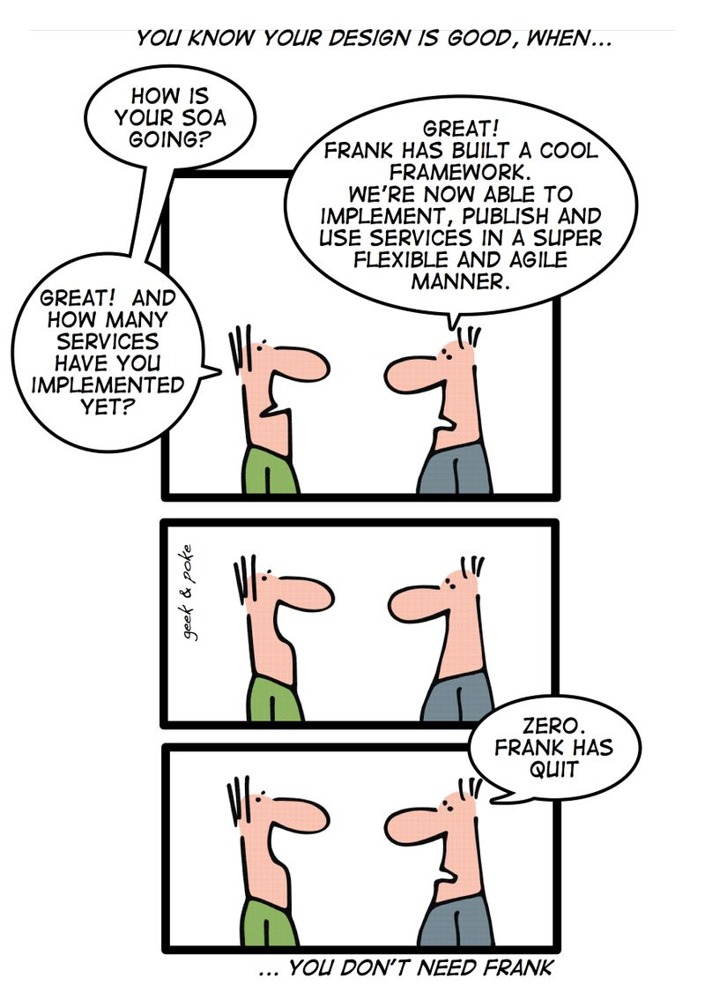 YOU KNOW YOUR DESIGN IS GOOD, WHEN...
HOW IS
YOUR SOA
GOING?
GREAT!
FRANK HAS BUILT A COOL
FRAMEWORK.
WE'RE NOW ABLE TO
IMPLEMENT, PUBLISH AND
USE SERVICES IN A SUPER
FLEXIBLE AND AGILE
MANNER.
GREAT! AND
HOW MANY
SERVICES
HAVE YOU
IMPLEMENTED
YET?
geek & poke
ZERO.
FRANK HAS
QUIT
... YOU DON'T NEED FRANK